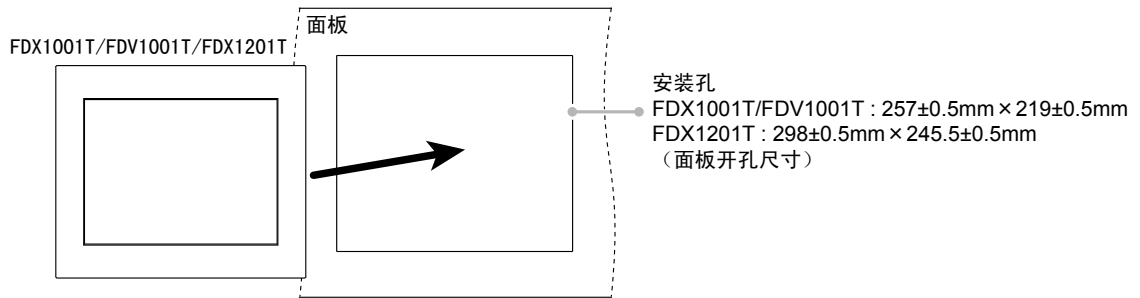 面板
FDX1001T/FDV1001T/FDX1201T
安装孔
FDX1001T/FDV1001T : 257±0.5mm×219±0.5mm
FDX1201T : 298±0.5mm×245.5±0.5mm
（面板开孔尺寸）